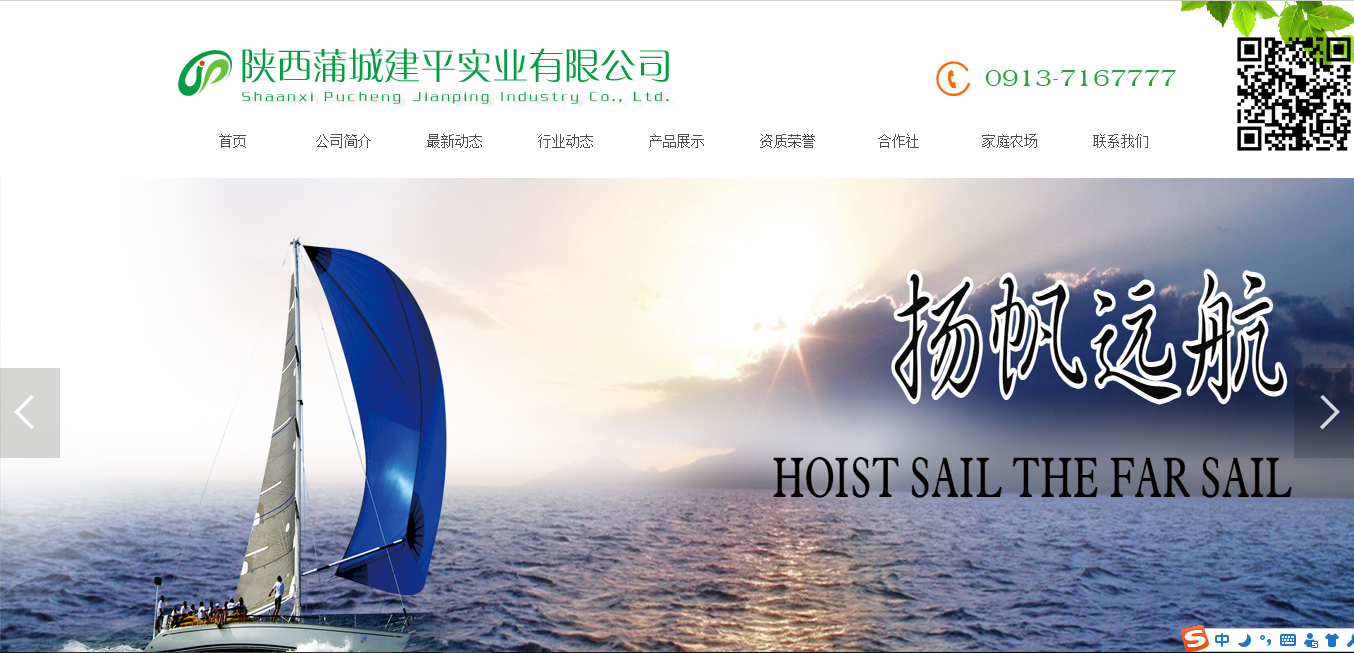 陕西蒲城建平实业有限公司
Shaanxi Pucheng Jianping Industry Co., Ltd.
0913-7167777
首页 公司简介 最新动态 行业动态 产品展示 资质荣誉 合作社 家庭农场 联系我们
扬帆远航
HOIST SAIL THE FAR SAIL
中